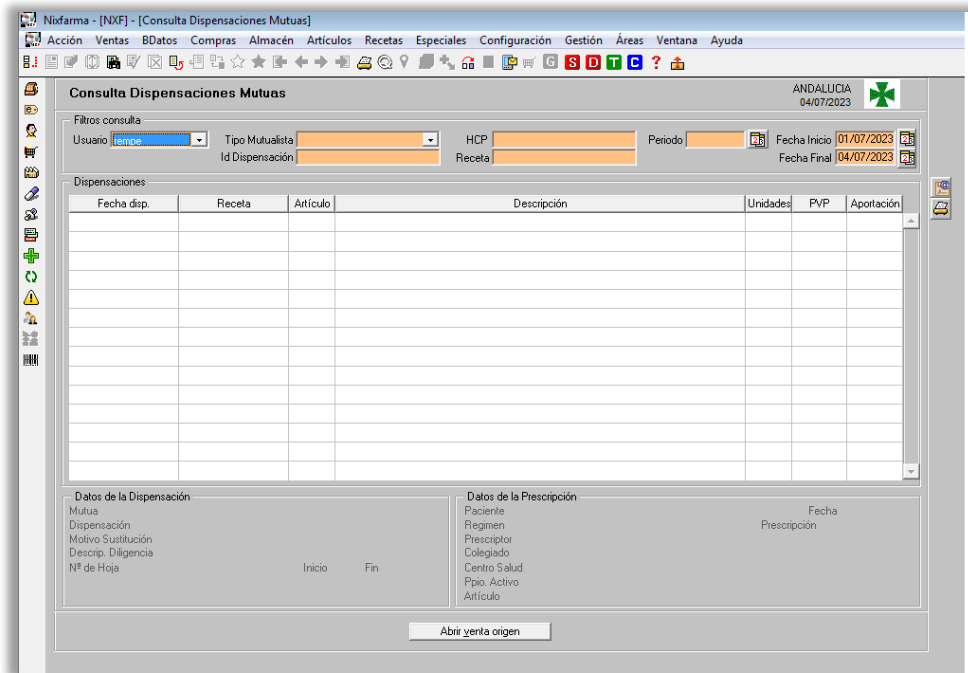 Nixfarma - [NXF] - [Consulta Dispensaciones Mutuas]
Acción Ventas BDatos Compras Almacén Artículos Recetas Especiales Configuración Gestión Áreas Ventana Ayuda
G S D T C ?
Consulta Dispensaciones Mutuas
ANDALUCIA
04/07/2023
Filtros consulta
Usuario rempe Tipo Mutualista HCP Periodo Fecha Inicio 01/07/2023
Id Dispensación Receta Fecha Final 04/07/2023
Dispensaciones
Fecha disp. Receta Artículo Descripción Unidades PVP Aportación
Datos de la Dispensación
Mutua
Dispensación
Motivo Sustitución
Descrip. Diligencia
Nº de Hoja Inicio Fin
Datos de la Prescripción
Paciente Fecha
Regimen Prescripción
Prescriptor
Colegiado
Centro Salud
Ppio. Activo
Artículo
Abrir venta origen